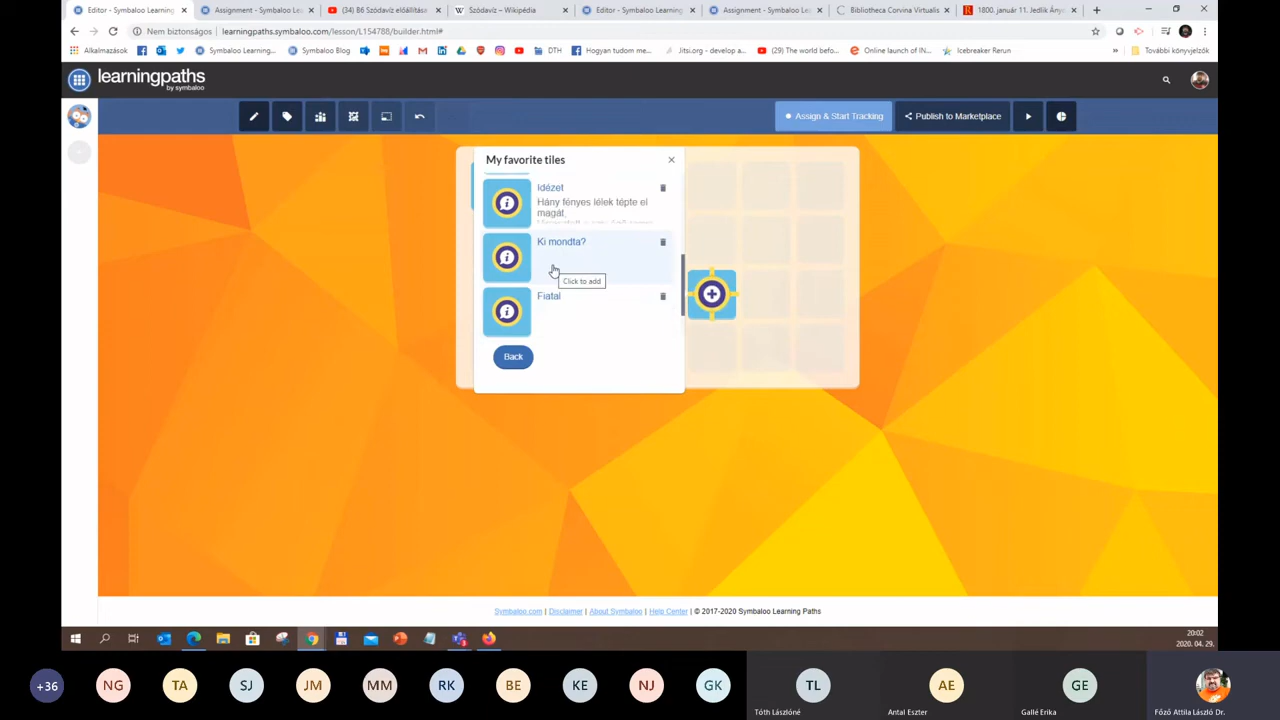 Editor - Symbaloo Learning
Assignment - Symbaloo Lea
(34) B6 Szódavíz előállítása
Szódavíz – Wikipédia
Editor - Symbaloo Learning
Assignment - Symbaloo Lea
Bibliotheca Corvina Virtualis
1800. január 11. Jedlik Ányo
Nem biztonságos
learningpaths.symbaloo.com/lesson/L154788/builder.html#
Alkalmazások
Symbaloo Learning...
Symbaloo Blog
DTH
Hogyan tudom me...
Jitsi.org - develop a...
(29) The world befo...
Online launch of IN...
Icebreaker Rerun
»
További könyvjelzők
learningpaths
by symbaloo
Assign & Start Tracking
Publish to Marketplace
My favorite tiles
Idézet
Hány fényes lélek tépte el
magát,
Ki mondta?
Click to add
Fiatal
Back
Symbaloo.com | Disclaimer | About Symbaloo | Help Center | © 2017-2020 Symbaloo Learning Paths
20:02
2020. 04. 29.
+36
NG
TA
SJ
JM
MM
RK
BE
KE
NJ
GK
TL
AE
GE
Tóth Lászlóné
Antal Eszter
Gallé Erika
Főző Attila László Dr.